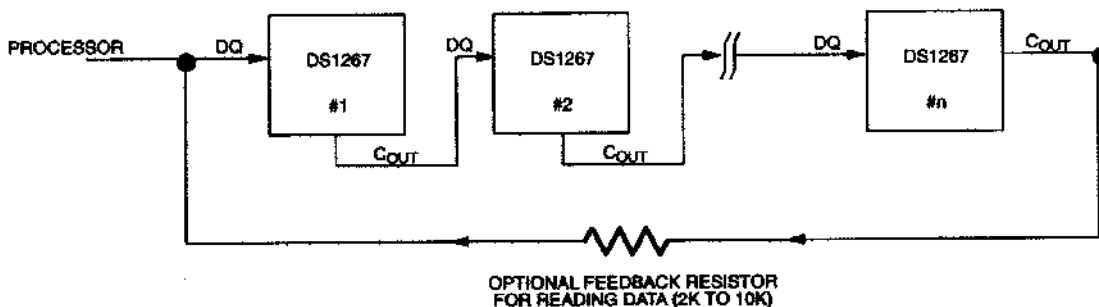 PROCESSOR
DQ
DS1267
#1
COUT
DQ
DS1267
#2
COUT
DQ
DS1267
#n
COUT
OPTIONAL FEEDBACK RESISTOR
FOR READING DATA (2K TO 10K)